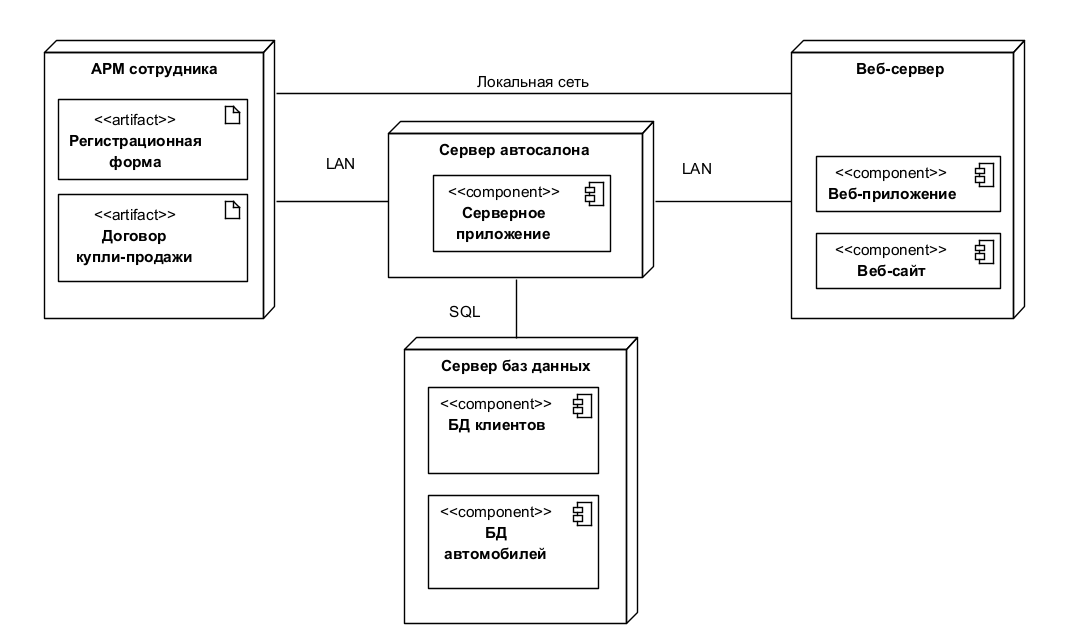 АРМ сотрудника
<<artifact>>
Регистрационная
форма
<<artifact>>
Договор
купли-продажи
Локальная сеть
LAN
Сервер автосалона
<<component>>
Серверное
приложение
LAN
Веб-сервер
<<component>>
Веб-приложение
<<component>>
Веб-сайт
SQL
Сервер баз данных
<<component>>
БД клиентов
<<component>>
БД
автомобилей